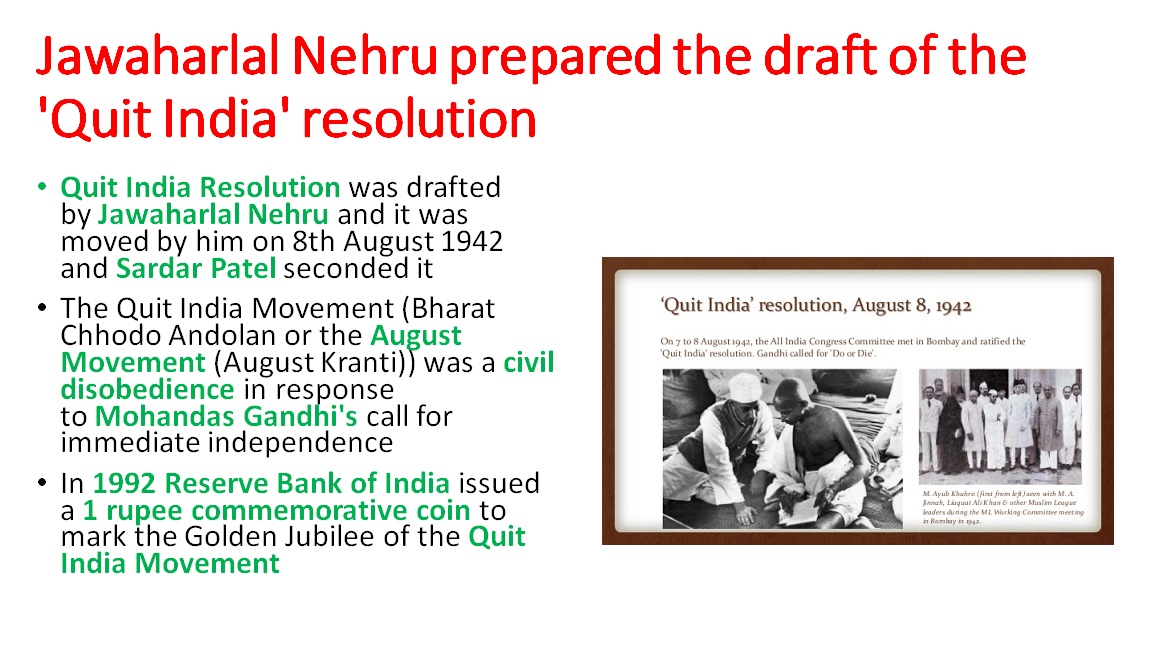 Jawaharlal Nehru prepared the draft of the
'Quit India' resolution
• Quit India Resolution was drafted
by Jawaharlal Nehru and it was
moved by him on 8th August 1942
and Sardar Patel seconded it
• The Quit India Movement (Bharat
Chhodo Andolan or the August
Movement (August Kranti)) was a civil
disobedience in response
to Mohandas Gandhi's call for
immediate independence
• In 1992 Reserve Bank of India issued
a 1 rupee commemorative coin to
mark the Golden Jubilee of the Quit
India Movement
‘Quit India’ resolution, August 8, 1942
On 7 to 8 August 1942, the All India Congress Committee met in Bombay and ratified the
'Quit India' resolution. Gandhi called for 'Do or Die'.
M. Ayub Khuhro (first from left) seen with M. A.
Jinnah, Liaquat Ali Khan & other Muslim League
leaders during the ML Working Committee meeting
in Bombay in 1942.